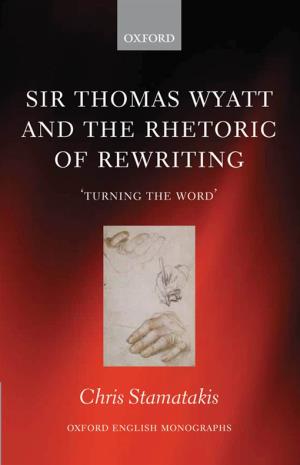 OXFORD
SIR THOMAS WYATT
AND THE RHETORIC
OF REWRITING
‘TURNING THE WORD’
Chris Stamatakis
OXFORD ENGLISH MONOGRAPHS